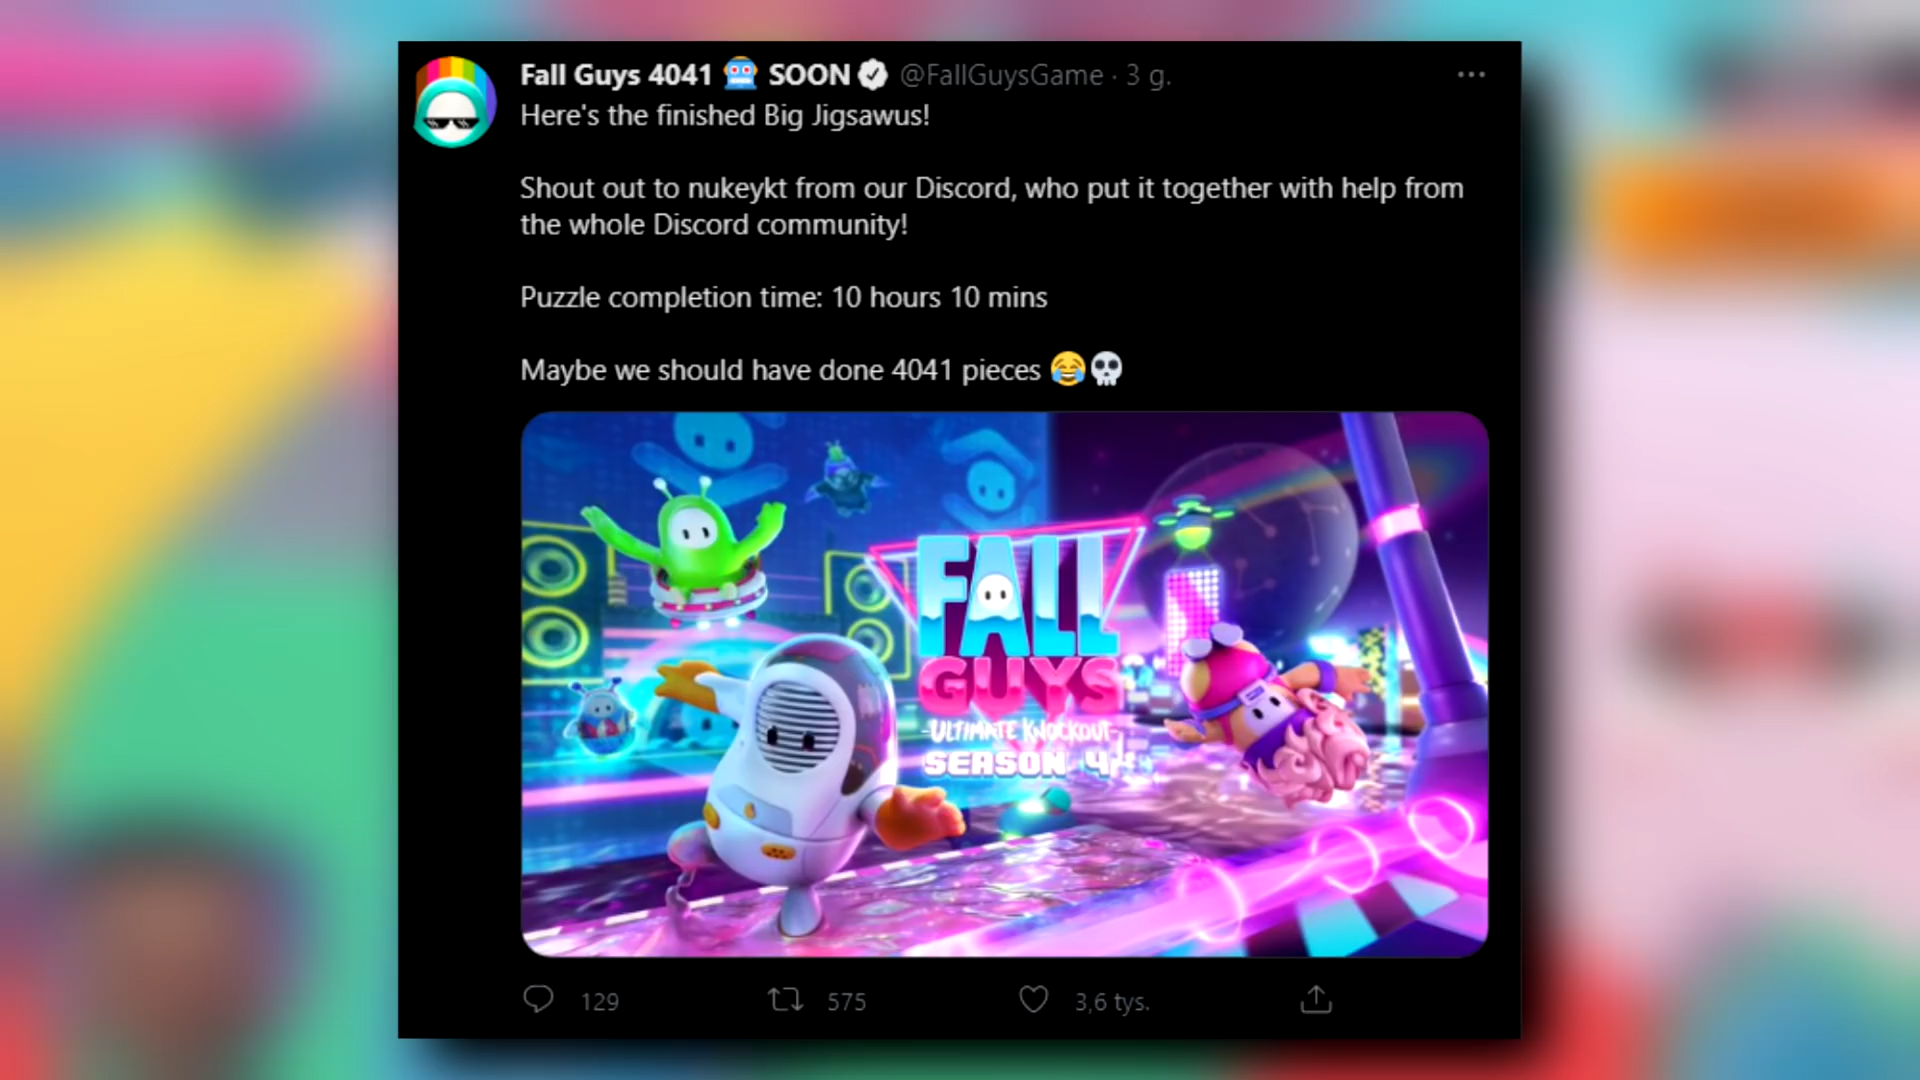 Fall Guys 4041 🤖 SOON @FallGuysGame · 3 g.
Here's the finished Big Jigsawus!
Shout out to nukeykt from our Discord, who put it together with help from
the whole Discord community!
Puzzle completion time: 10 hours 10 mins
Maybe we should have done 4041 pieces 😂💀
FALL
GUYS
-ULTIMATE KNOCKOUT-
SEASON 4
129 575 3,6 tys.